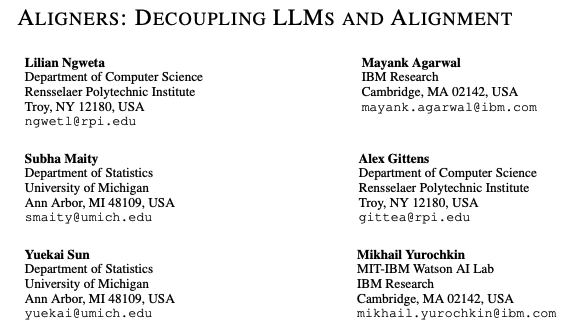 ALIGNERS: DECOUPLING LLMS AND ALIGNMENT
Lilian Ngweta
Department of Computer Science
Rensselaer Polytechnic Institute
Troy, NY 12180, USA
ngwetl@rpi.edu
Mayank Agarwal
IBM Research
Cambridge, MA 02142, USA
mayank.agarwal@ibm.com
Subha Maity
Department of Statistics
University of Michigan
Ann Arbor, MI 48109, USA
smaity@umich.edu
Alex Gittens
Department of Computer Science
Rensselaer Polytechnic Institute
Troy, NY 12180, USA
gittea@rpi.edu
Yuekai Sun
Department of Statistics
University of Michigan
Ann Arbor, MI 48109, USA
yuekai@umich.edu
Mikhail Yurochkin
MIT-IBM Watson AI Lab
IBM Research
Cambridge, MA 02142, USA
mikhail.yurochkin@ibm.com